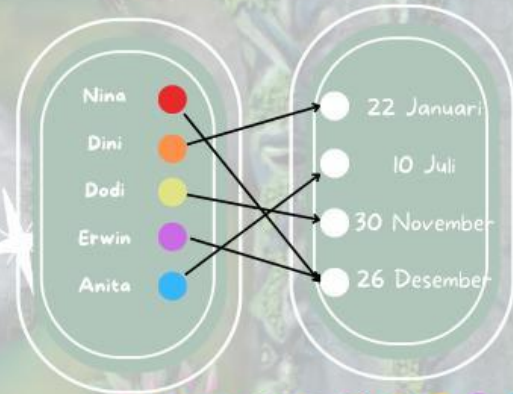 Nina
Dini
Dodi
Erwin
Anita
22 Januari
10 Juli
30 November
26 Desember